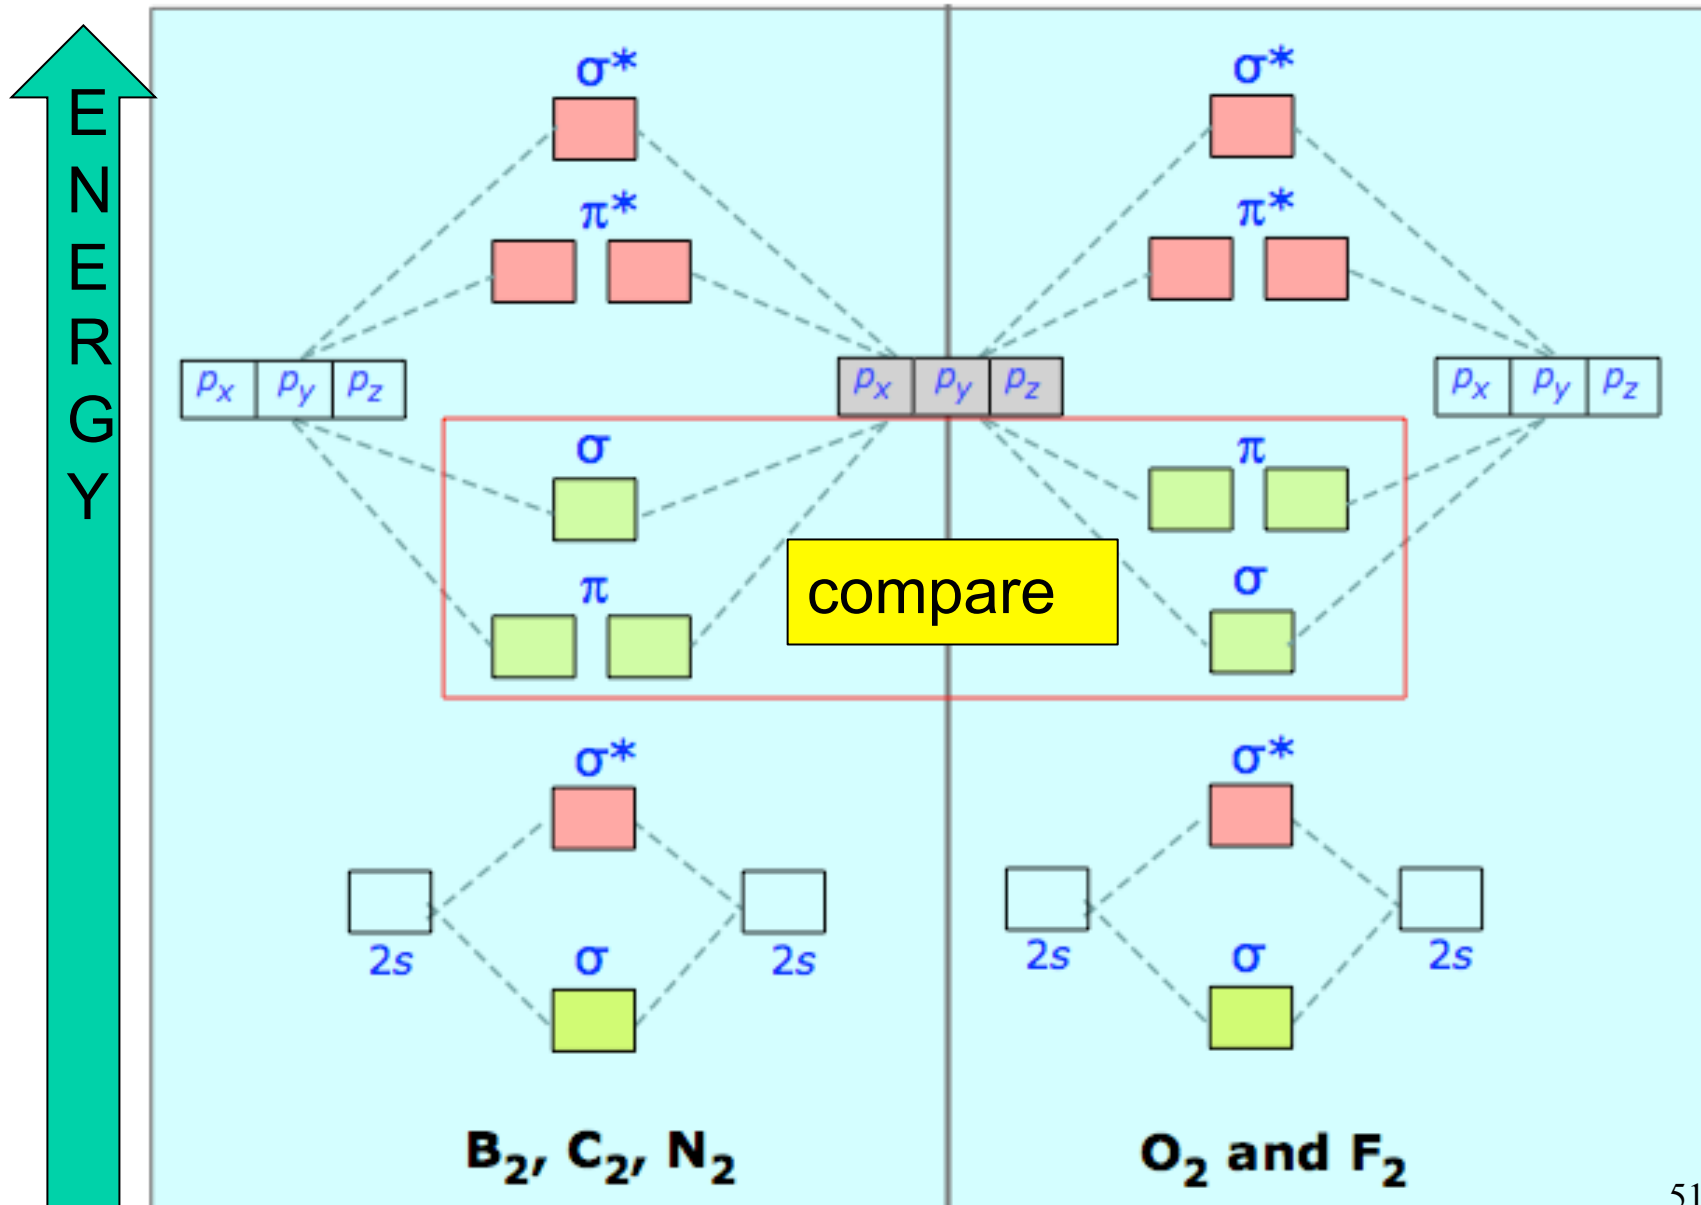 ENERGY
σ* σ*
π* π*
px py pz px py pz px py pz
σ π
compare
π σ
σ* σ*
2s 2s 2s 2s
σ σ
B₂, C₂, N₂ O₂ and F₂
51